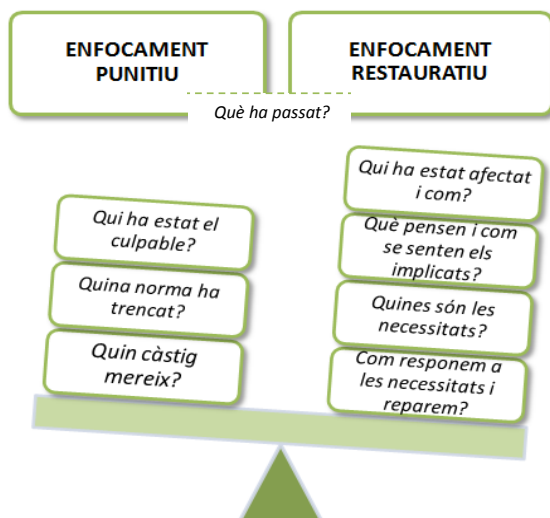 ENFOCAMENT
PUNITIU
ENFOCAMENT
RESTAURATIU
Què ha passat?
Qui ha estat el
culpable?
Quina norma ha
trencat?
Quin càstig
mereix?
Qui ha estat afectat
i com?
Què pensen i com
se senten els
implicats?
Quines són les
necessitats?
Com responem a
les necessitats i
reparem?